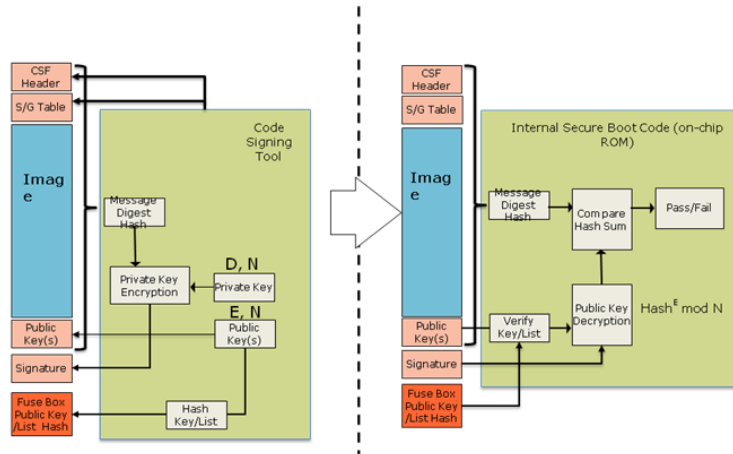 CSF
Header
S/G Table
Imag
e
Public
Key(s)
Signature
Fuse Box
Public Key
/List Hash
Code
Signing
Tool
Message
Digest
Hash
Private Key
Encryption
D, N
Private Key
E, N
Public
Key(s)
Hash
Key/List
CSF
Header
S/G Table
Imag
e
Public
Key(s)
Signature
Fuse Box
Public Key
/List Hash
Internal Secure Boot Code (on-chip
ROM)
Message
Digest
Hash
Compare
Hash Sum
Pass/Fail
Verify
Key/List
Public Key
Decryption
Hash^E mod N